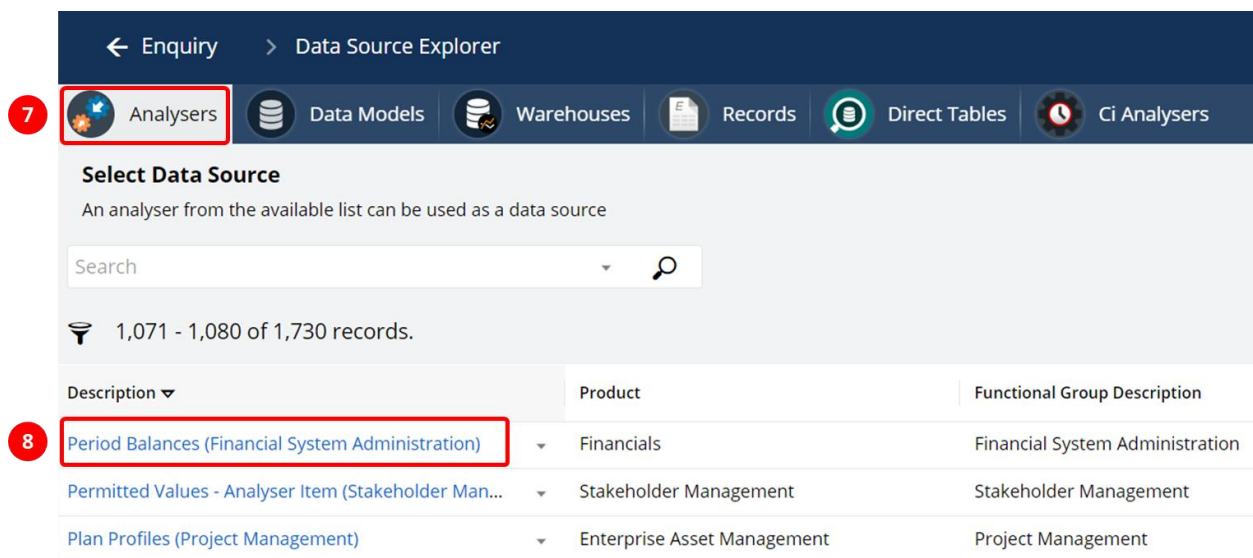 ← Enquiry > Data Source Explorer
7 Analysers Data Models Warehouses Records Direct Tables Ci Analysers
Select Data Source
An analyser from the available list can be used as a data source
Search
1,071 - 1,080 of 1,730 records.
Description Product Functional Group Description
8 Period Balances (Financial System Administration) Financials Financial System Administration
Permitted Values - Analyser Item (Stakeholder Man... Stakeholder Management Stakeholder Management
Plan Profiles (Project Management) Enterprise Asset Management Project Management